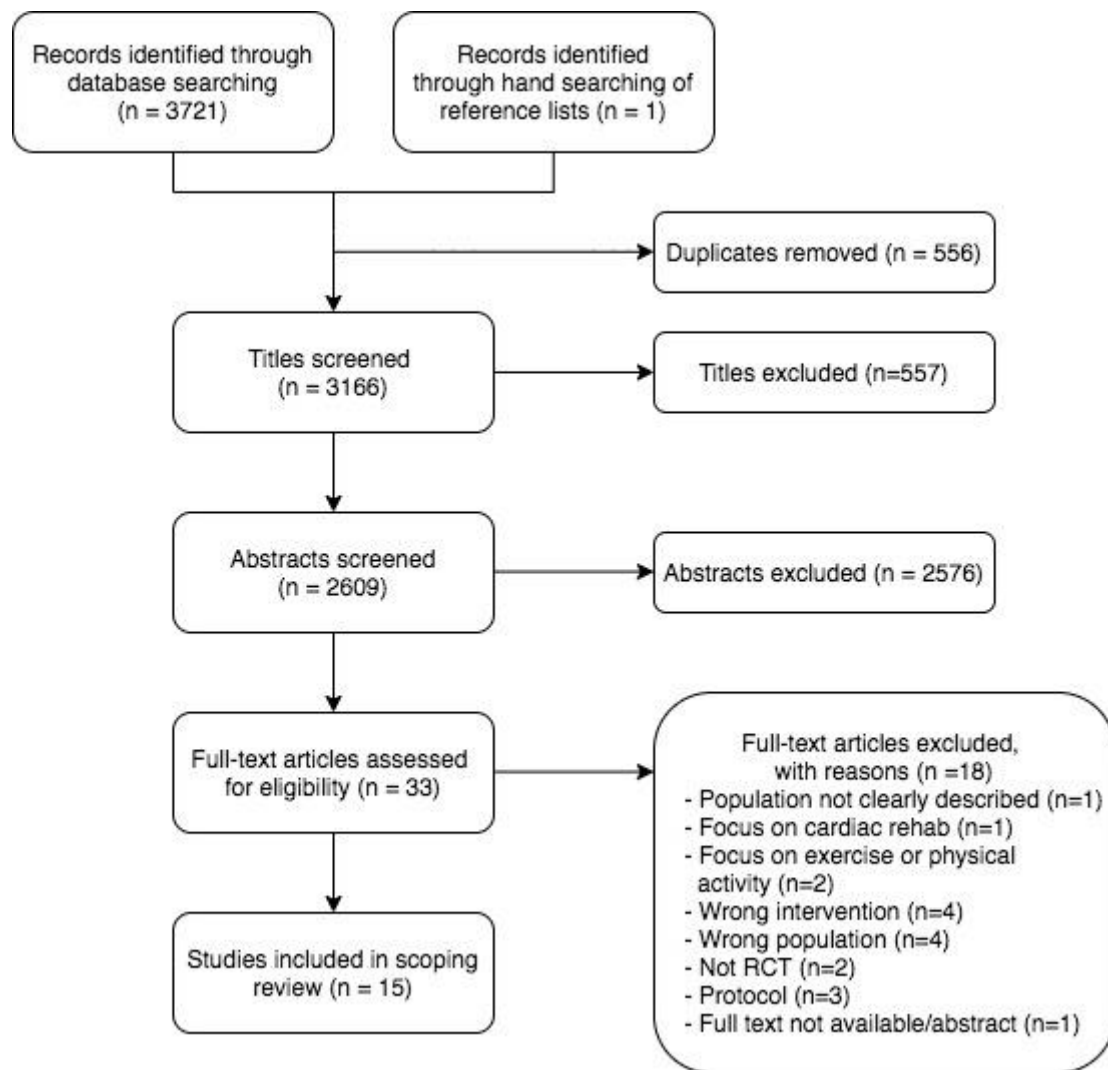 Records identified through
database searching
(n = 3721)
Records identified
through hand searching of
reference lists (n = 1)
Duplicates removed (n = 556)
Titles screened
(n = 3166)
Titles excluded (n=557)
Abstracts screened
(n = 2609)
Abstracts excluded (n = 2576)
Full-text articles assessed
for eligibility (n = 33)
Full-text articles excluded,
with reasons (n =18)
- Population not clearly described (n=1)
- Focus on cardiac rehab (n=1)
- Focus on exercise or physical
activity (n=2)
- Wrong intervention (n=4)
- Wrong population (n=4)
- Not RCT (n=2)
- Protocol (n=3)
- Full text not available/abstract (n=1)
Studies included in scoping
review (n = 15)